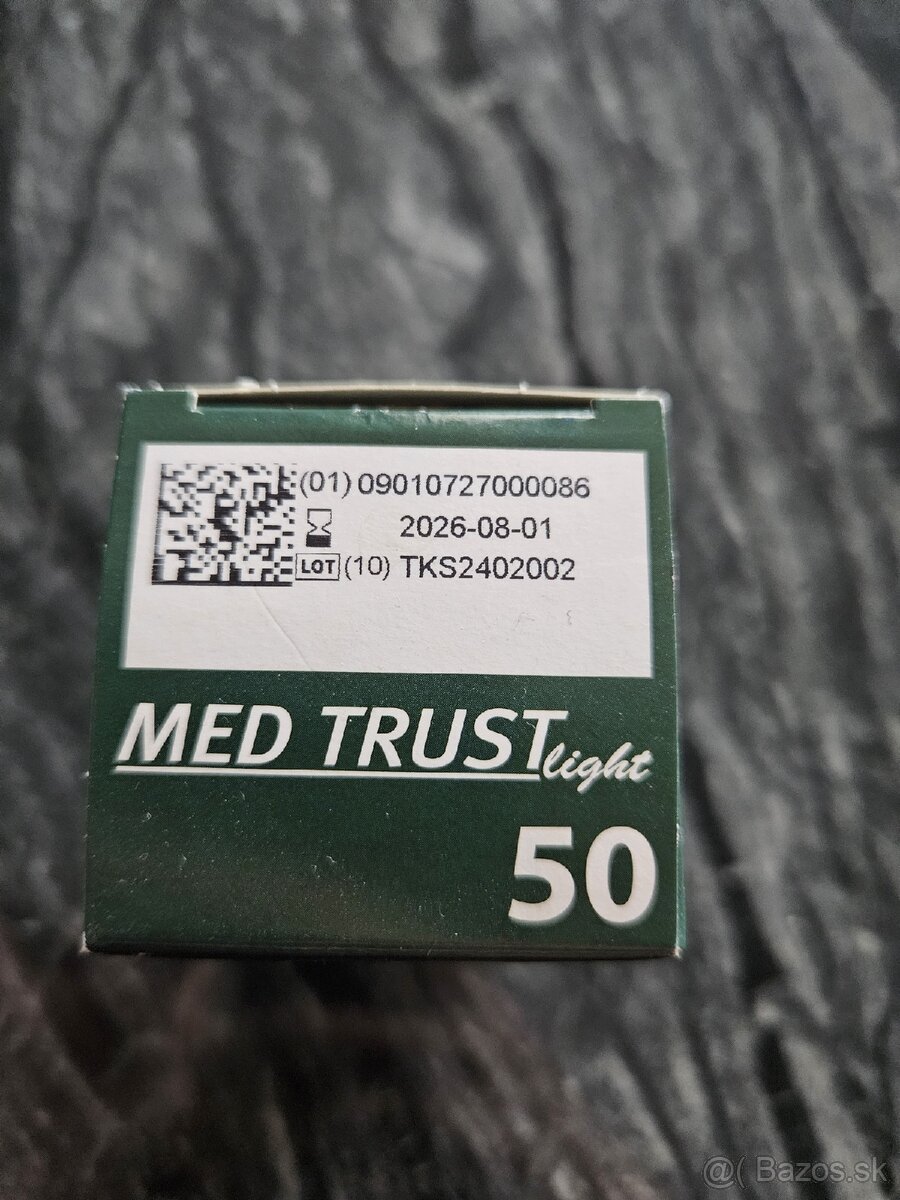 (01) 09010727000086
2026-08-01
LOT (10) TKS2402002
MED TRUST light
50
@( Bazos.sk